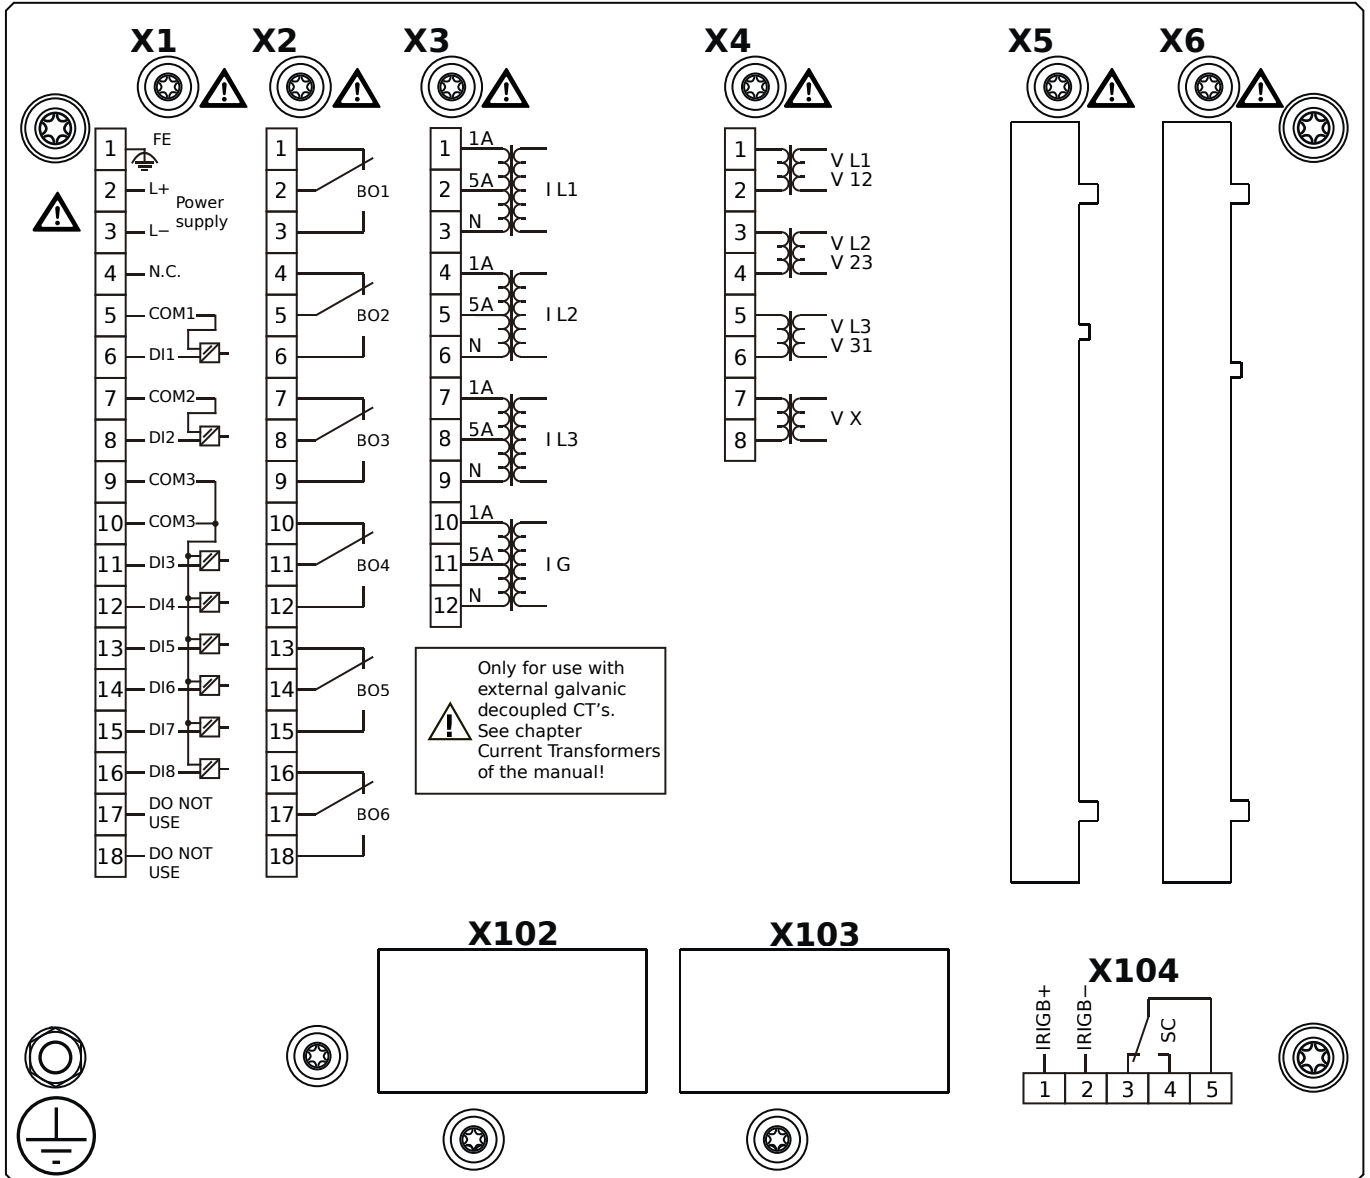 X1 X2 X3 X4 X5 X6
1 FE
2 L+
Power
supply
3 L−
4 N.C.
5 COM1
6 DI1
7 COM2
8 DI2
9 COM3
10 COM3
11 DI3
12 DI4
13 DI5
14 DI6
15 DI7
16 DI8
17 DO NOT
USE
18 DO NOT
USE
1
2 BO1
3
4
5 BO2
6
7
8 BO3
9
10
11 BO4
12
13
14 BO5
15
16
17 BO6
18
1 1A
2 5A I L1
3 N
4 1A
5 5A I L2
6 N
7 1A
8 5A I L3
9 N
10 1A
11 5A I G
12 N
Only for use with
external galvanic
decoupled CT's.
See chapter
Current Transformers
of the manual!
1 V L1
2 V 12
3 V L2
4 V 23
5 V L3
6 V 31
7 V X
8
X102 X103
X104
IRIGB+ IRIGB− SC
1 2 3 4 5